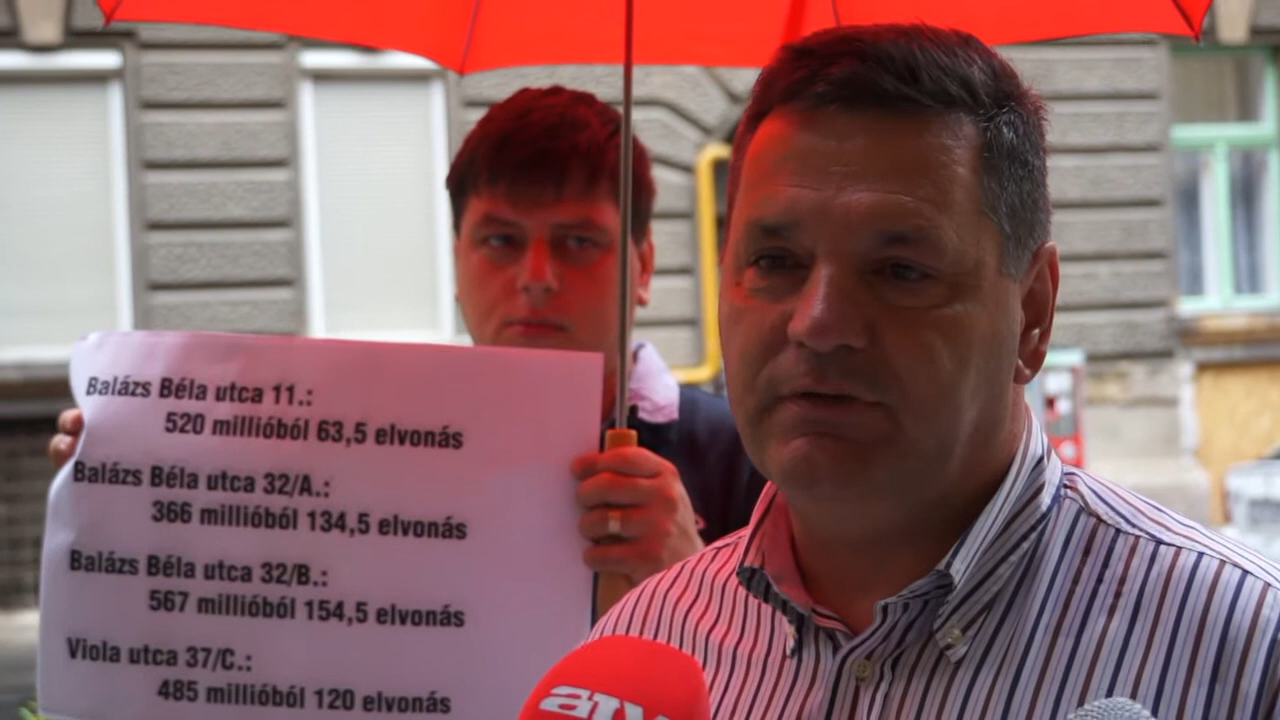 Balázs Béla utca 11.:
520 millióból 63,5 elvonás
Balázs Béla utca 32/A.:
366 millióból 134,5 elvonás
Balázs Béla utca 32/B.:
567 millióból 154,5 elvonás
Viola utca 37/C.:
485 millióból 120 elvonás
atv